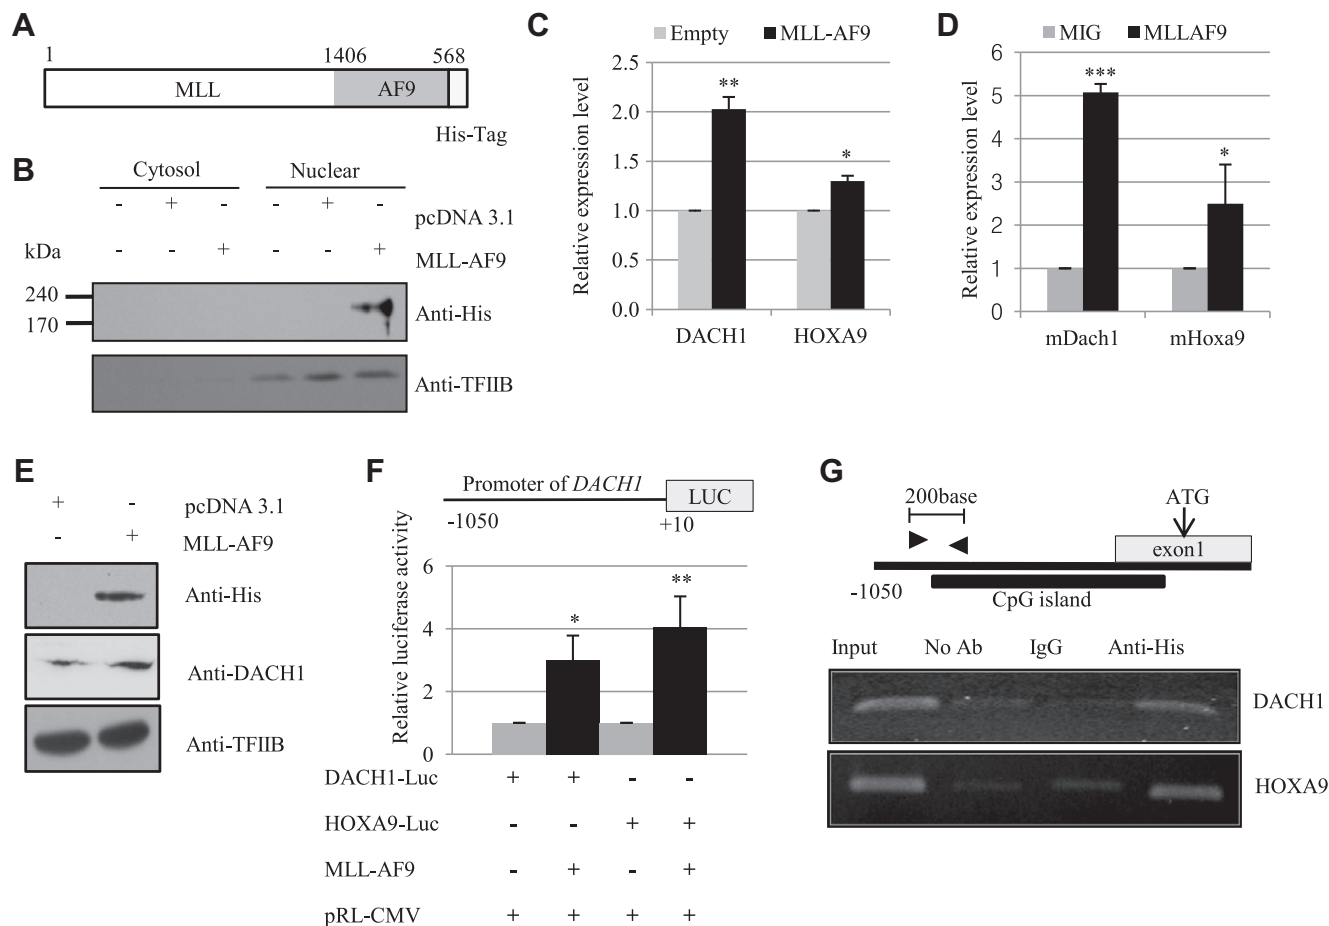 A
1 1406 568
MLL AF9
His-Tag
B
Cytosol Nuclear
- + - - + - pcDNA 3.1
- - + - - + MLL-AF9
kDa
240
170
Anti-His
Anti-TFIIB
C
Empty MLL-AF9
Relative expression level
2.5
2.0
1.5
1.0
0.5
0.0
**
*
DACH1 HOXA9
D
MIG MLLAF9
Relative expression level
6
5
4
3
2
1
0
***
*
mDach1 mHoxa9
E
+ - pcDNA 3.1
- + MLL-AF9
Anti-His
Anti-DACH1
Anti-TFIIB
F
Promoter of DACH1 LUC
-1050 +10
Relative luciferase activity
6
4
2
0
*
**
DACH1-Luc + + - -
HOXA9-Luc - - + +
MLL-AF9 - + - +
pRL-CMV + + + +
G
200base ATG
exon1
-1050
CpG island
Input No Ab IgG Anti-His
DACH1
HOXA9